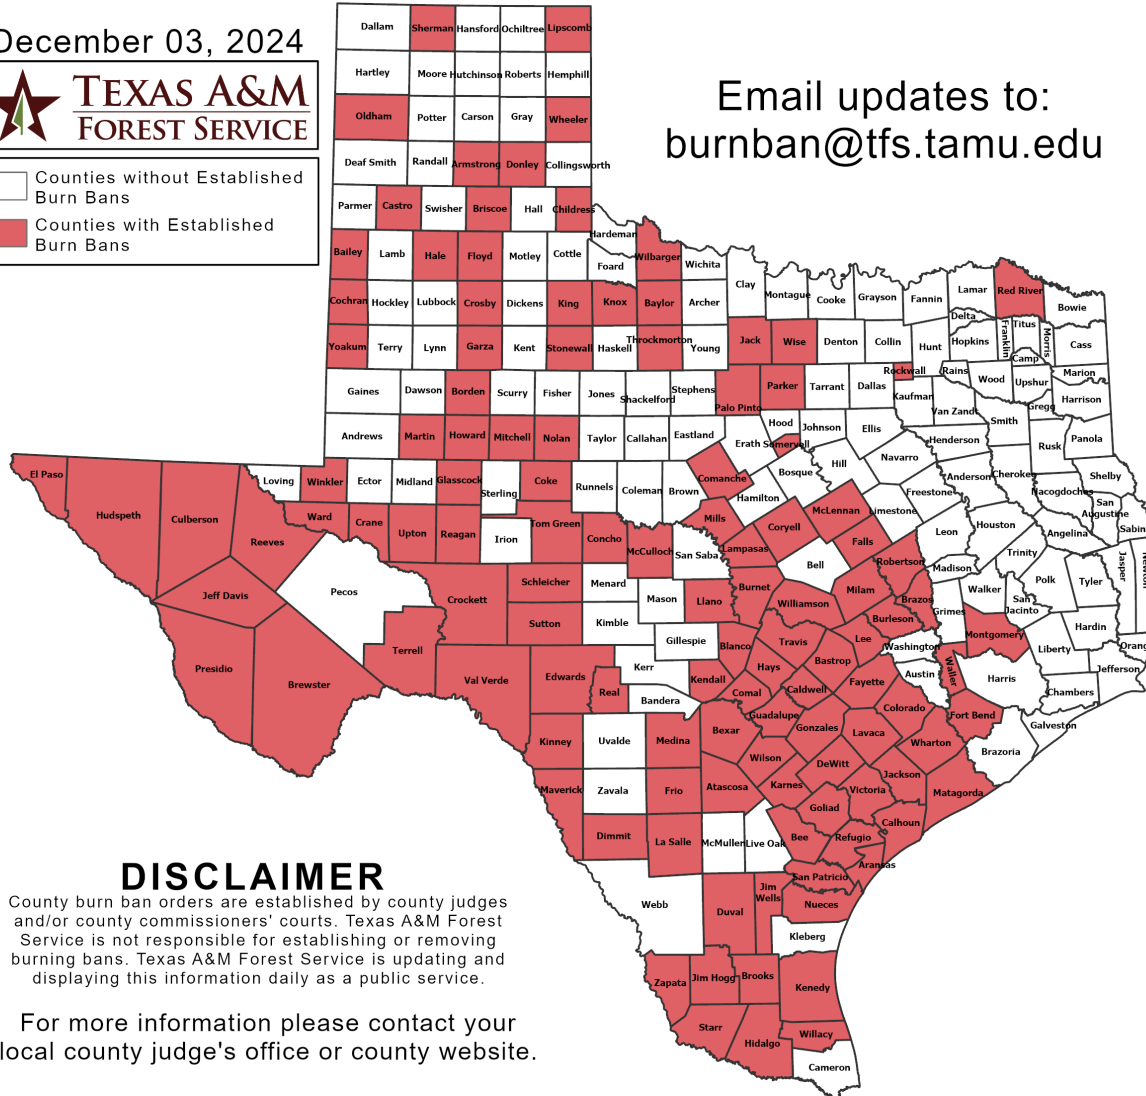 December 03, 2024
TEXAS A&M
FOREST SERVICE
Counties without Established
Burn Bans
Counties with Established
Burn Bans
Email updates to:
burnban@tfs.tamu.edu
Dallam Sherman Hansford Ochiltree Lipscomb
Hartley Moore Hutchinson Roberts Hemphill
Oldham Potter Carson Gray Wheeler
Deaf Smith Randall Armstrong Donley Collingsworth
Parmer Castro Swisher Briscoe Hall Childress
Hardeman
Bailey Lamb Hale Floyd Motley Cottle Foard Wilbarger Wichita
Clay Montague Cooke Grayson Fannin Lamar Red River Bowie
Cochran Hockley Lubbock Crosby Dickens King Knox Baylor Archer
Delta Franklin Titus Morris Cass
Yoakum Terry Lynn Garza Kent Stonewall Haskell Throckmorton Young Jack Wise Denton Collin Hunt Hopkins Camp
Rockwall Rains Wood Upshur Marion
Gaines Dawson Borden Scurry Fisher Jones Shackelford Stephens Palo Pinto Parker Tarrant Dallas Kaufman Van Zandt Gregg Harrison
Andrews Martin Howard Mitchell Nolan Taylor Callahan Eastland Erath Hood Somervell Johnson Ellis Henderson Smith Rusk Panola
El Paso Hudspeth Culberson Loving Winkler Ector Midland Glasscock Sterling Coke Runnels Coleman Brown Comanche Hamilton Bosque Hill Navarro Freestone Anderson Cherokee Nacogdoches Shelby
San
Augustine Sabin
Reeves Ward Crane Upton Reagan Irion Tom Green Concho McCulloch San Saba Mills Lampasas Coryell McLennan Limestone Falls Leon Houston Angelina
Jeff Davis Pecos Crockett Schleicher Menard Mason Llano Burnet Bell Williamson Milam Robertson Brazos Madison Walker Trinity Polk Tyler Jasper Newton
Grimes San
Jacinto Hardin
Presidio Brewster Terrell Sutton Kimble Gillespie Blanco Travis Lee Burleson Washington Montgomery Liberty Orang
Val Verde Edwards Real Kerr Bandera Kendall Comal Hays Caldwell Bastrop Fayette Austin Waller Harris Chambers Jefferson
Kinney Uvalde Medina Bexar Guadalupe Gonzales Lavaca Colorado Wharton Fort Bend Brazoria Galveston
Maverick Zavala Frio Atascosa Wilson Karnes DeWitt Victoria Jackson Matagorda
Dimmit La Salle McMullen Live Oak Bee Goliad Refugio Calhoun Aransas
Webb Duval Jim
Wells San Patricio Nueces
Kleberg
Zapata Jim Hogg Brooks Kenedy
Starr Hidalgo Willacy
Cameron
DISCLAIMER
County burn ban orders are established by county judges
and/or county commissioners' courts. Texas A&M Forest
Service is not responsible for establishing or removing
burning bans. Texas A&M Forest Service is updating and
displaying this information daily as a public service.
For more information please contact your
local county judge's office or county website.